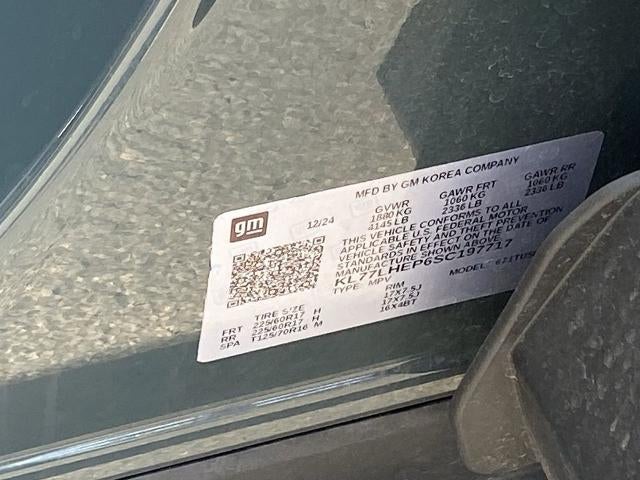 gm
12/24
MFD BY GM KOREA COMPANY
GVWR GAWR FRT GAWR RR
1880 KG 1060 KG 1060 KG
4145 LB 2336 LB 2336 LB
THIS VEHICLE CONFORMS TO ALL
APPLICABLE U.S. FEDERAL MOTOR
VEHICLE SAFETY AND THEFT PREVENTION
STANDARDS IN EFFECT ON THE DATE OF
MANUFACTURE SHOWN ABOVE.
KL77LHEP6SC197717
TYPE: MPV MODEL:
TIRE SIZE RIM
FRT 225/60R17 H 17X7.5J
RR 225/60R17 H 17X7.5J
SPA T125/70R16 M 16X4BT